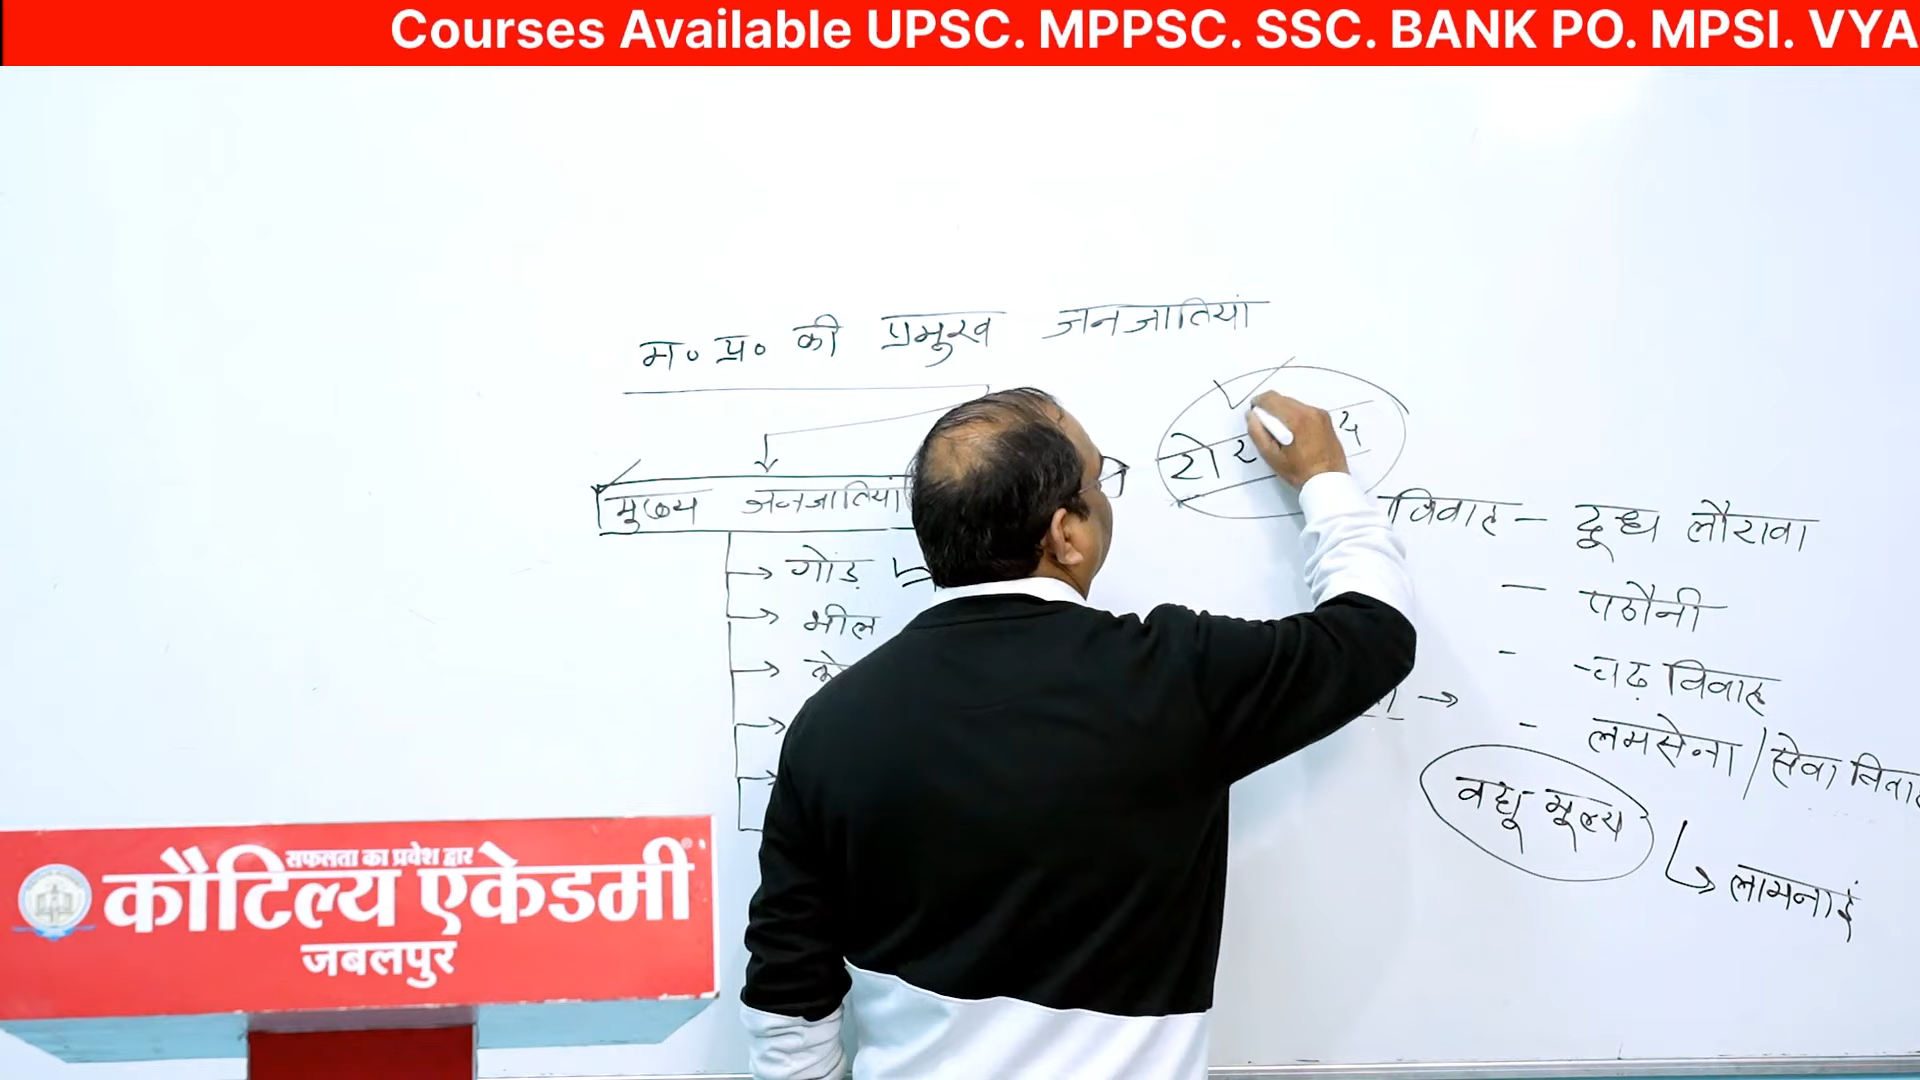 Courses Available UPSC. MPPSC. SSC. BANK PO. MPSI. VYA
म० प्र० की प्रमुख जनजातियां
मुख्य जनजातियां
गोंड
भील
विवाह - दूध लौटावा
- पठौनी
- चढ़ विवाह
- लमसेना / सेवा विवाह
वधू मूल्य
लामनाई
सफलता का प्रवेश द्वार
कौटिल्य एकेडमी
जबलपुर